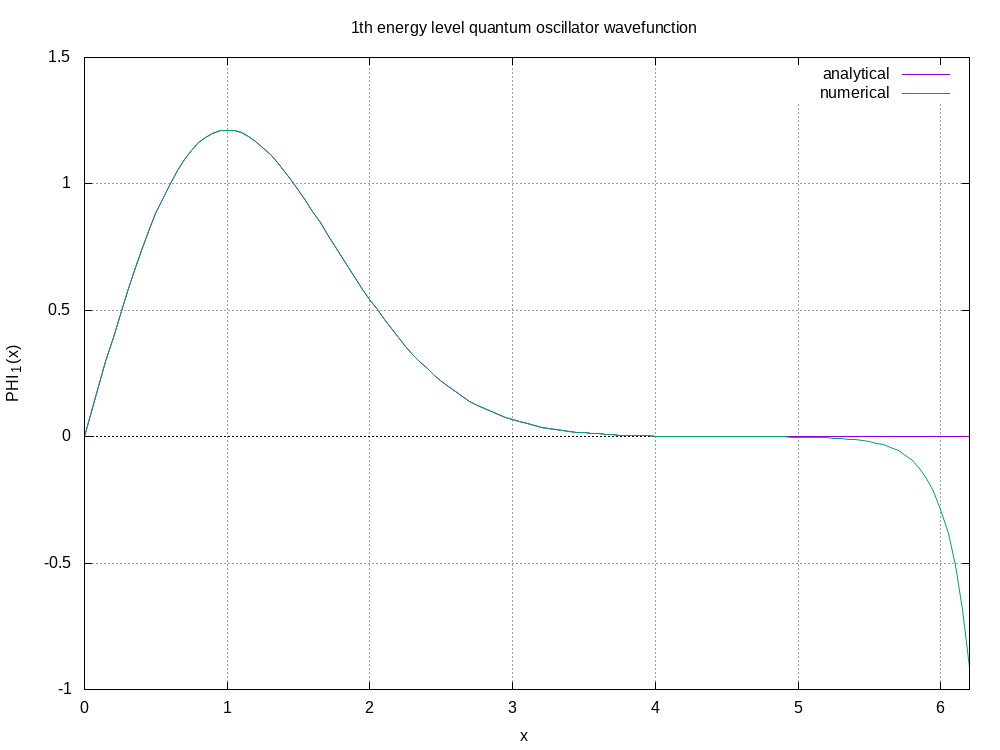 1th energy level quantum oscillator wavefunction
1.5
1
0.5
0
-0.5
-1
PHI₁(x)
analytical
numerical
0 1 2 3 4 5 6
x